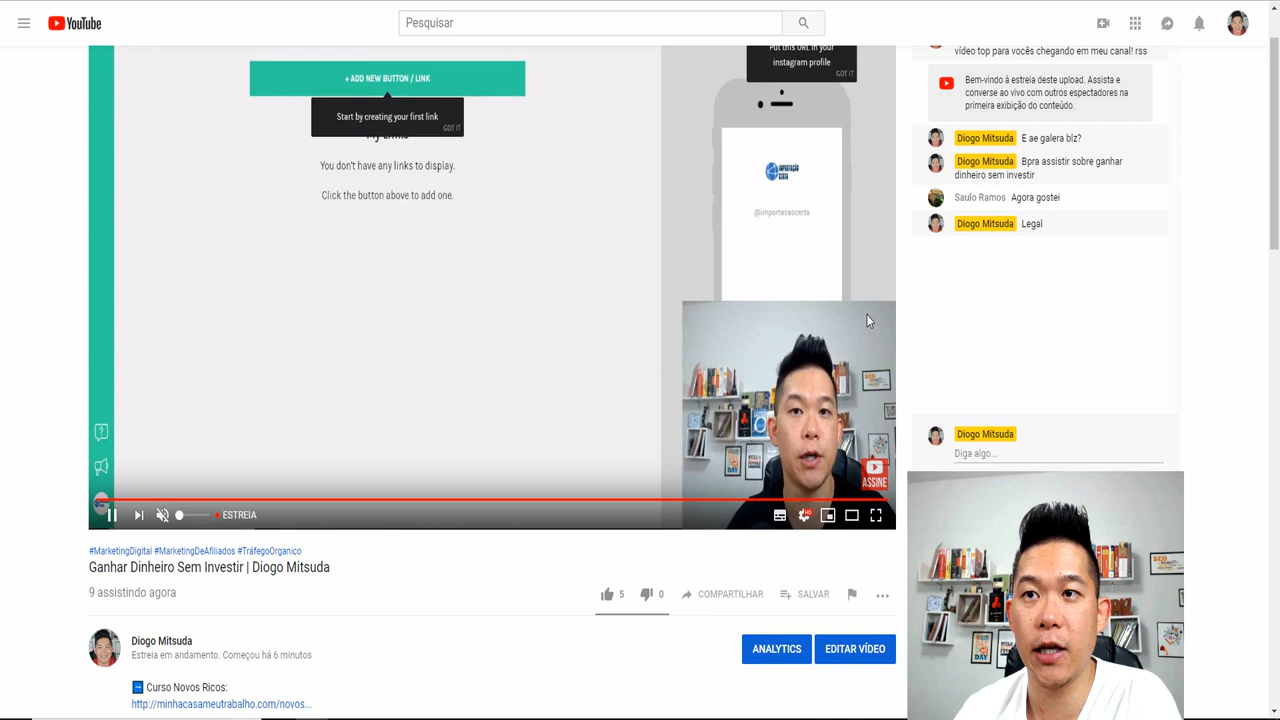 YouTube
Pesquisar
+ ADD NEW BUTTON / LINK
Start by creating your first link
GOT IT
My Links
You don't have any links to display.
Click the button above to add one.
Put this URL in your
instagram profile
GOT IT
IMPORTAÇÃO
CERTA
@importacaocerta
ASSINE
ESTREIA
HD
#MarketingDigital #MarketingDeAfiliados #TráfegoOrganico
Ganhar Dinheiro Sem Investir | Diogo Mitsuda
9 assistindo agora
5
0
COMPARTILHAR
SALVAR
Diogo Mitsuda
Estreia em andamento. Começou há 6 minutos
ANALYTICS
EDITAR VÍDEO
Curso Novos Ricos:
http://minhacasameutrabalho.com/novos...
vídeo top para vocês chegando em meu canal! rss
Bem-vindo à estreia deste upload. Assista e
converse ao vivo com outros espectadores na
primeira exibição do conteúdo.
Diogo Mitsuda E ae galera blz?
Diogo Mitsuda Bpra assistir sobre ganhar
dinheiro sem investir
Saulo Ramos Agora gostei
Diogo Mitsuda Legal
Diogo Mitsuda
Diga algo...
SEO